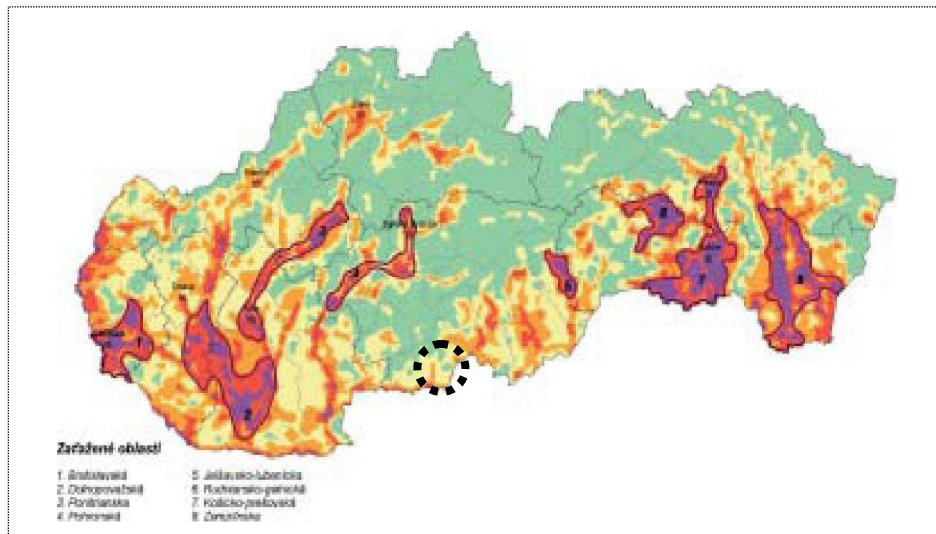 Zaťažené oblasti
1. Bratislavská
2. Dolnopovažská
3. Ponitrianska
4. Pohronská
5. Jelšavsko-lubenícka
6. Rudniansko-gelnická
7. Košicko-prešovská
8. Zemplínska